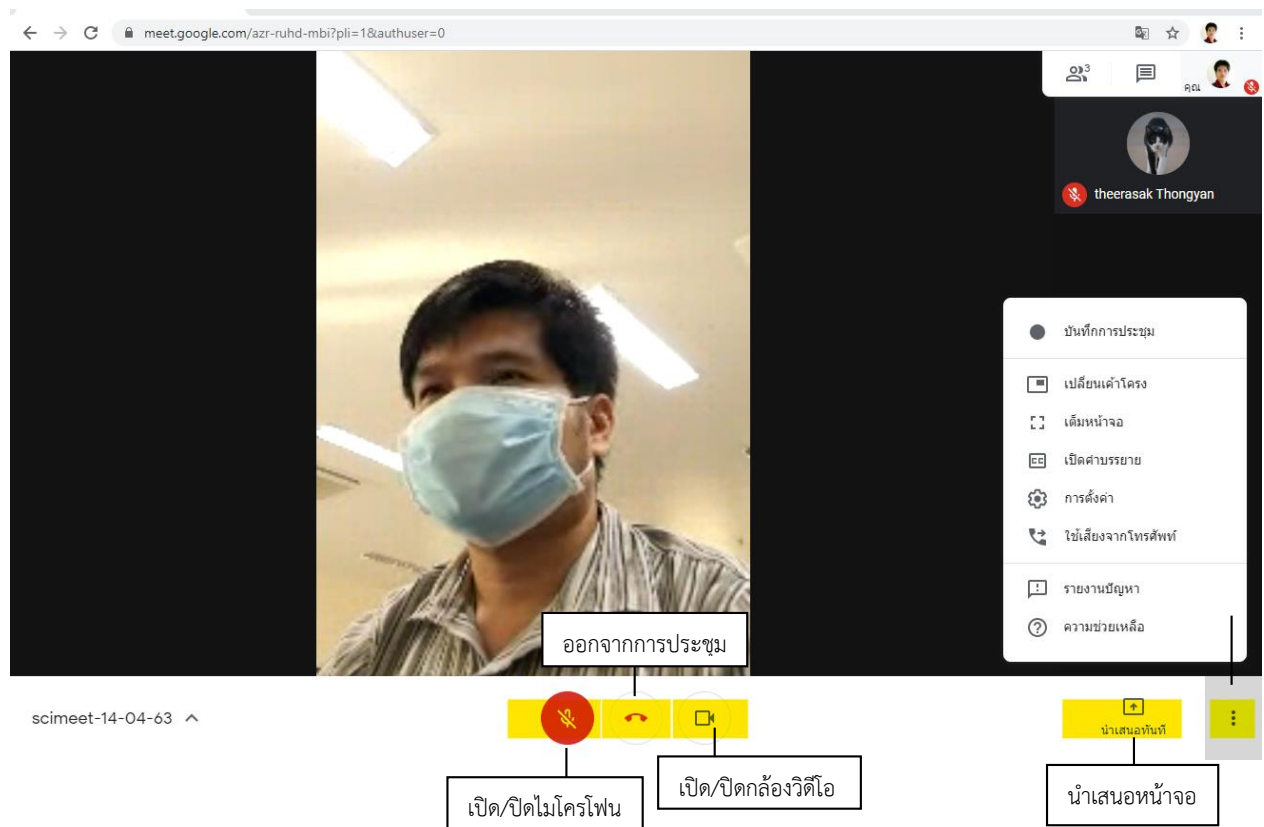 meet.google.com/azr-ruhd-mbi?pli=1&authuser=0
3
คุณ
theerasak Thongyan
บันทึกการประชุม
เปลี่ยนเค้าโครง
เต็มหน้าจอ
CC
เปิดคำบรรยาย
การตั้งค่า
ใช้เสียงจากโทรศัพท์
รายงานปัญหา
ความช่วยเหลือ
ออกจากการประชุม
scimeet-14-04-63
นำเสนอทันที
เปิด/ปิดไมโครโฟน
เปิด/ปิดกล้องวิดีโอ
นำเสนอหน้าจอ